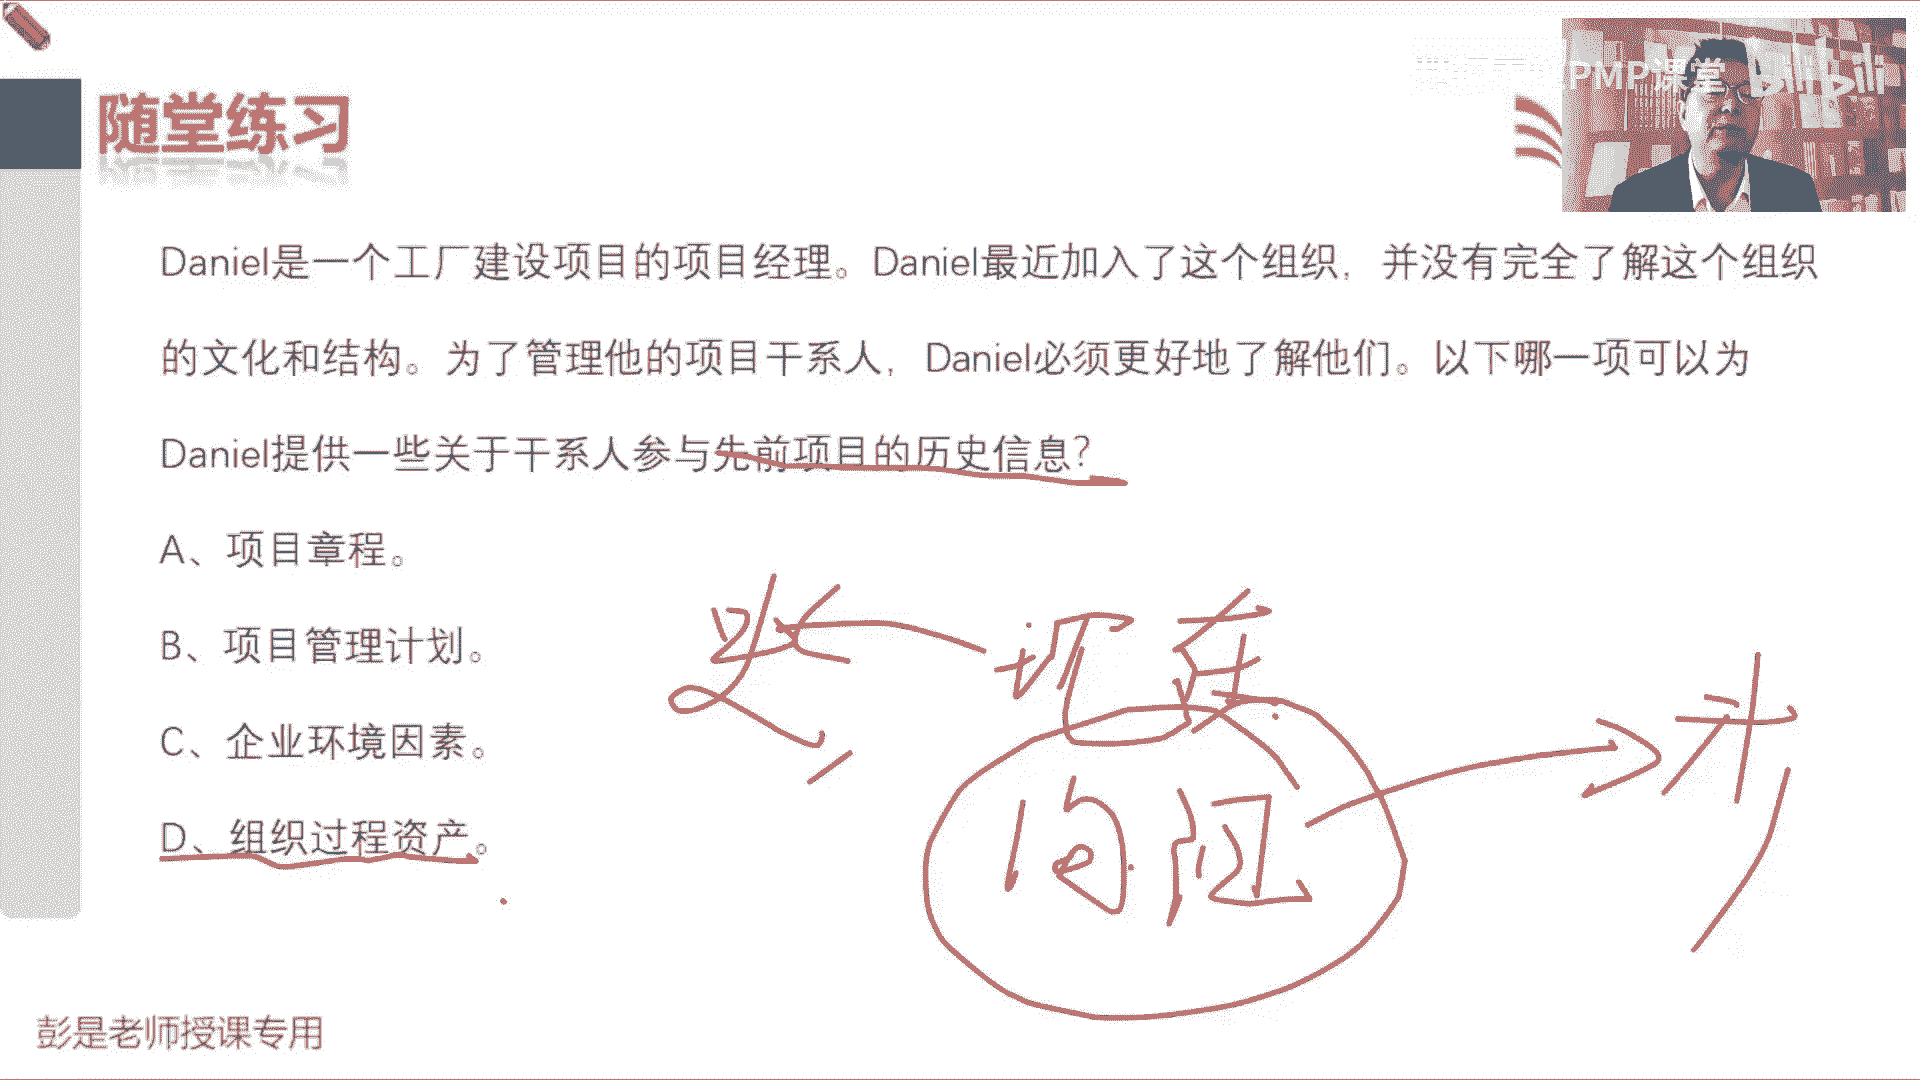 PMP课堂 bilibili
随堂练习
Daniel是一个工厂建设项目的项目经理。Daniel最近加入了这个组织，并没有完全了解这个组织
的文化和结构。为了管理他的项目干系人，Daniel必须更好地了解他们。以下哪一项可以为
Daniel提供一些关于干系人参与先前项目的历史信息？
A、项目章程。
B、项目管理计划。
C、企业环境因素。
D、组织过程资产。
现在
问题
彭是老师授课专用